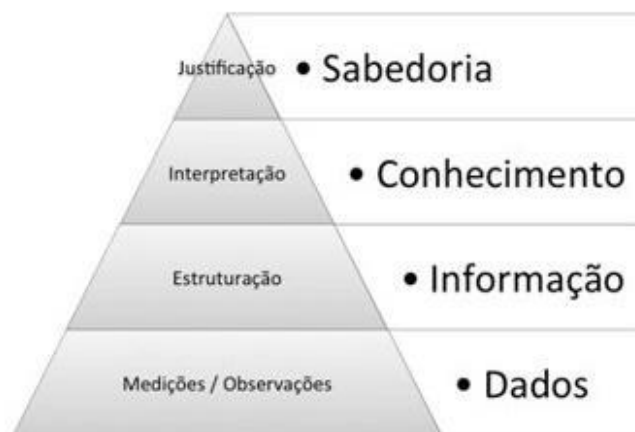 Justificação
• Sabedoria
Interpretação
• Conhecimento
Estruturação
• Informação
Medições / Observações
• Dados